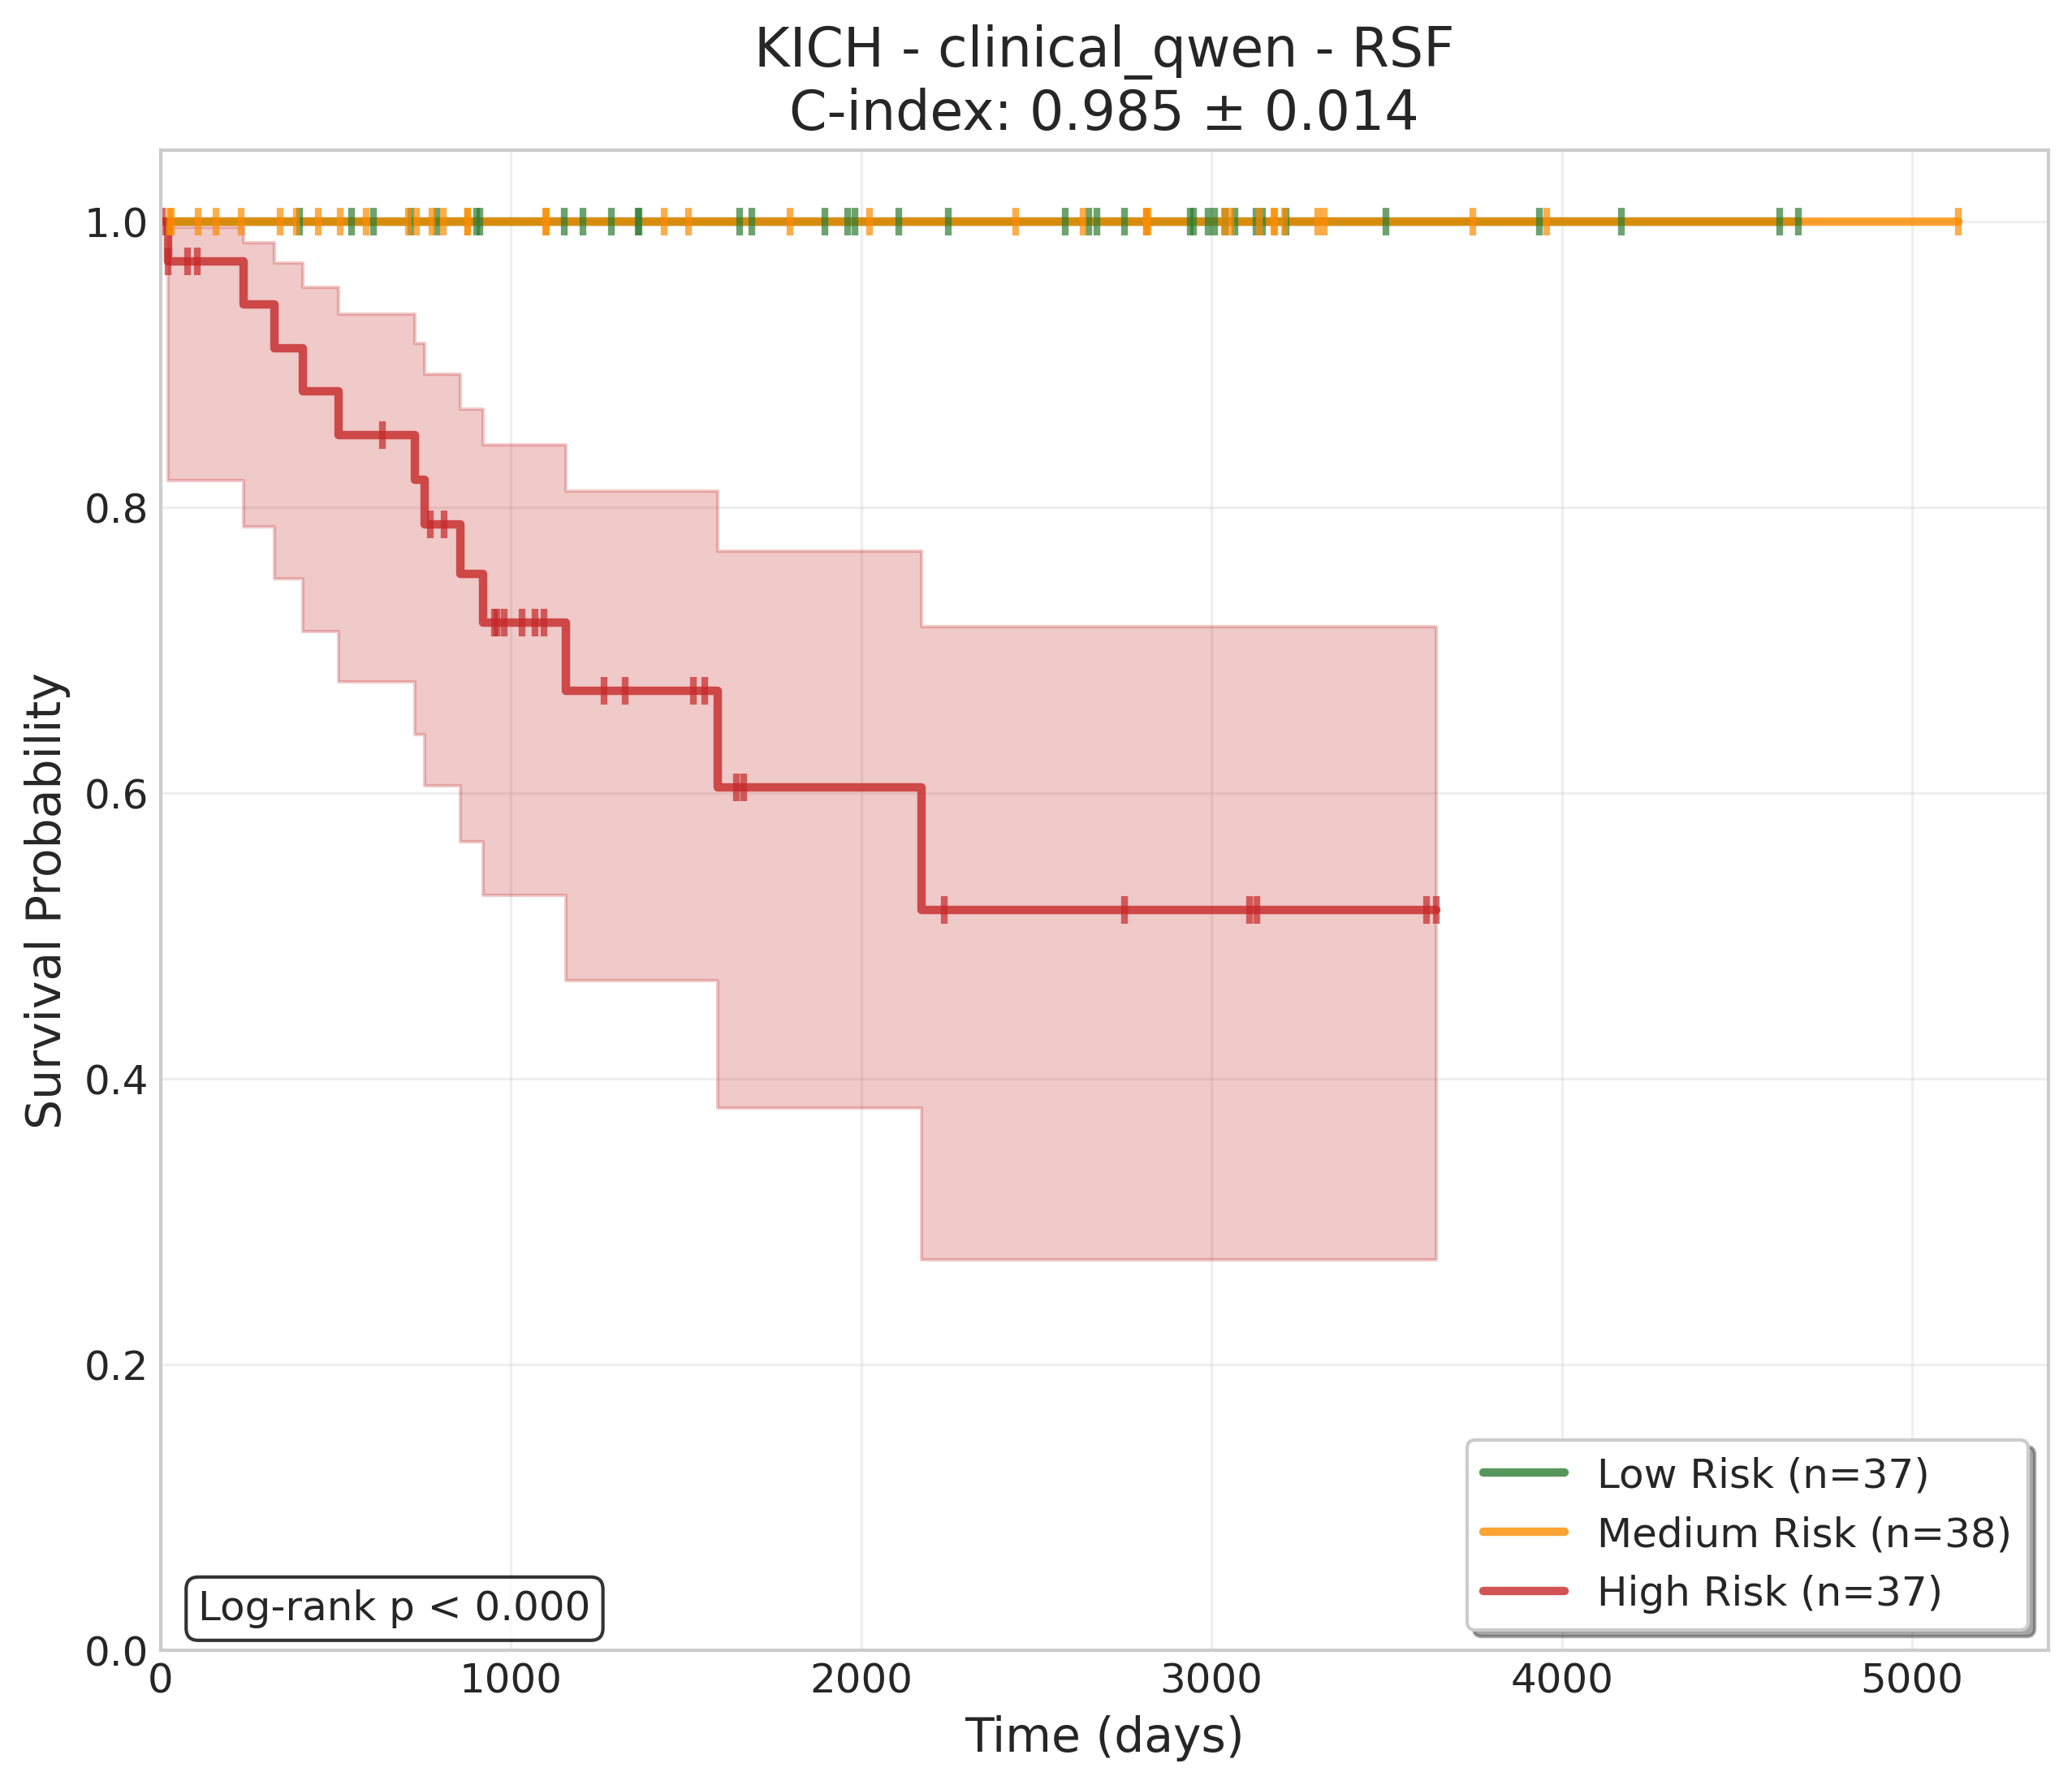 KICH - clinical_qwen - RSF
C-index: 0.985 ± 0.014
Survival Probability
1.0
0.8
0.6
0.4
0.2
0.0
Log-rank p < 0.000
Low Risk (n=37)
Medium Risk (n=38)
High Risk (n=37)
0 1000 2000 3000 4000 5000
Time (days)